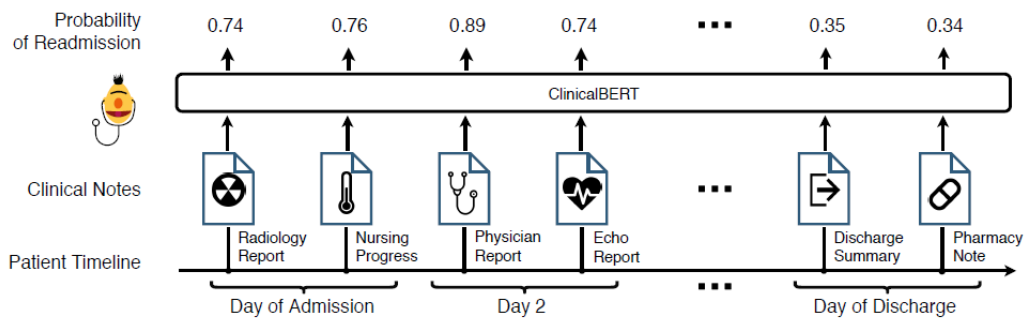 Probability
of Readmission
0.74 0.76 0.89 0.74 0.35 0.34
ClinicalBERT
Clinical Notes
Radiology
Report
Nursing
Progress
Physician
Report
Echo
Report
Discharge
Summary
Pharmacy
Note
Patient Timeline
Day of Admission
Day 2
Day of Discharge